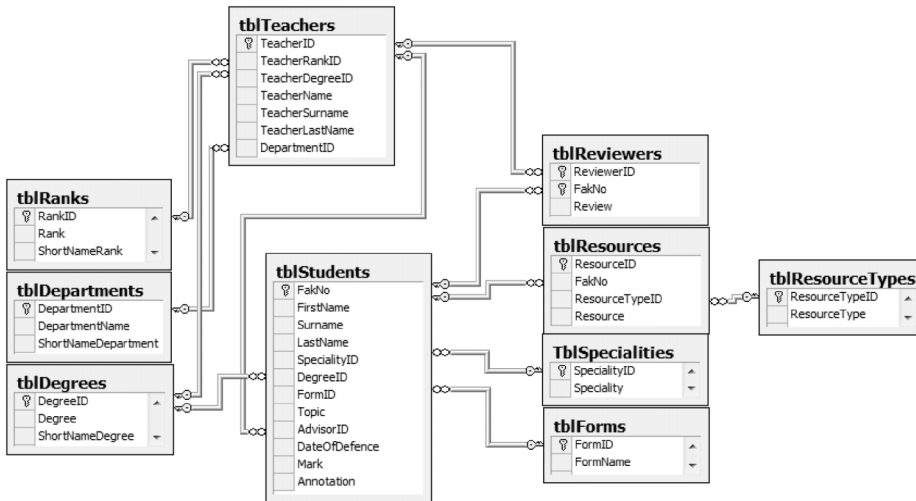 tblTeachers
TeacherID
TeacherRankID
TeacherDegreeID
TeacherName
TeacherSurname
TeacherLastName
DepartmentID
tblRanks
RankID
Rank
ShortNameRank
tblDepartments
DepartmentID
DepartmentName
ShortNameDepartment
tblDegrees
DegreeID
Degree
ShortNameDegree
tblStudents
FakNo
FirstName
Surname
LastName
SpecialityID
DegreeID
FormID
Topic
AdvisorID
DateOfDefence
Mark
Annotation
tblReviewers
ReviewerID
FakNo
Review
tblResources
ResourceID
FakNo
ResourceTypeID
Resource
TblSpecialities
SpecialityID
Speciality
tblForms
FormID
FormName
tblResourceTypes
ResourceTypeID
ResourceType